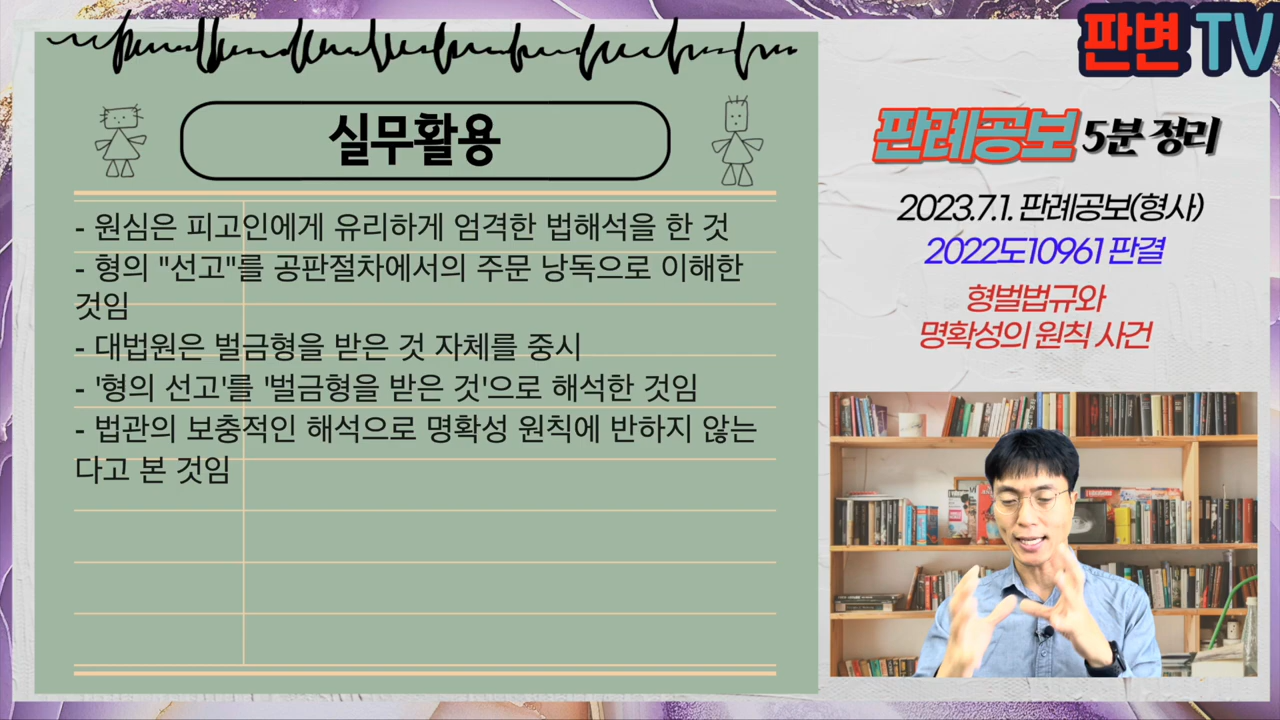 판변 TV
실무활용
- 원심은 피고인에게 유리하게 엄격한 법해석을 한 것
- 형의 "선고"를 공판절차에서의 주문 낭독으로 이해한
것임
- 대법원은 벌금형을 받은 것 자체를 중시
- '형의 선고'를 '벌금형을 받은 것'으로 해석한 것임
- 법관의 보충적인 해석으로 명확성 원칙에 반하지 않는
다고 본 것임
판례공보 5분 정리
2023.7.1. 판례공보(형사)
2022도10961 판결
형벌법규와
명확성의 원칙 사건